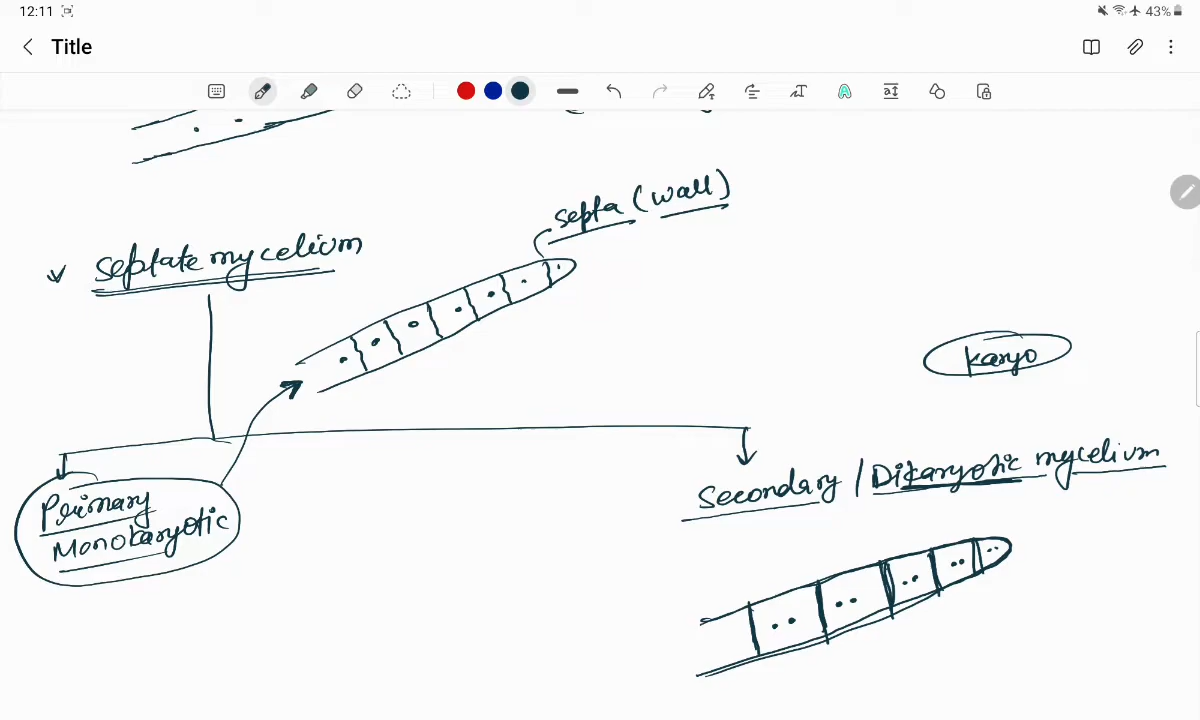 12:11
43%
Title
septa (wall)
Septate mycelium
karyo
Primary
Monokaryotic
Secondary / Dikaryotic mycelium